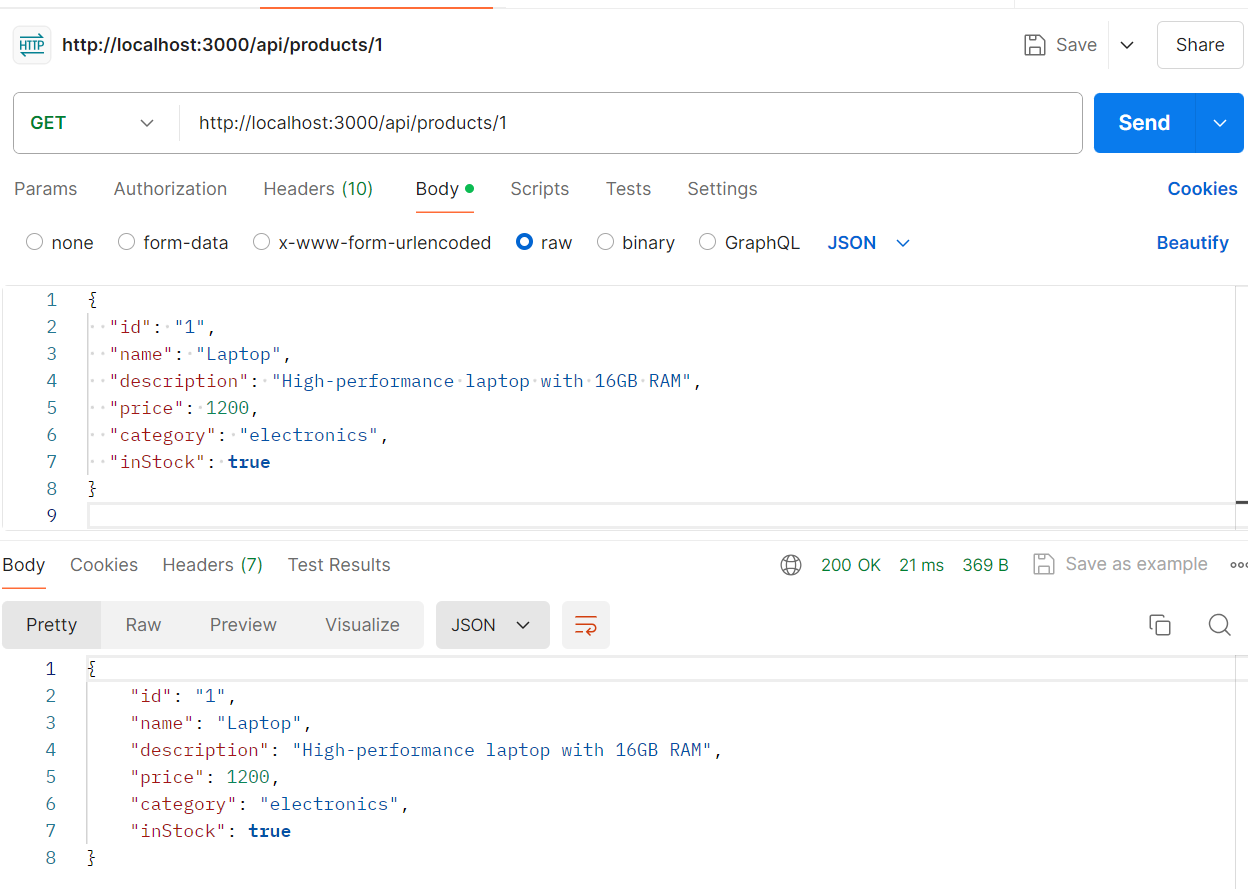 HTTP http://localhost:3000/api/products/1 Save Share
GET http://localhost:3000/api/products/1 Send
Params Authorization Headers (10) Body Scripts Tests Settings Cookies
none form-data x-www-form-urlencoded raw binary GraphQL JSON Beautify
1 {
2 "id": "1",
3 "name": "Laptop",
4 "description": "High-performance laptop with 16GB RAM",
5 "price": 1200,
6 "category": "electronics",
7 "inStock": true
8 }
9
Body Cookies Headers (7) Test Results 200 OK 21 ms 369 B Save as example
Pretty Raw Preview Visualize JSON
1 {
2 "id": "1",
3 "name": "Laptop",
4 "description": "High-performance laptop with 16GB RAM",
5 "price": 1200,
6 "category": "electronics",
7 "inStock": true
8 }